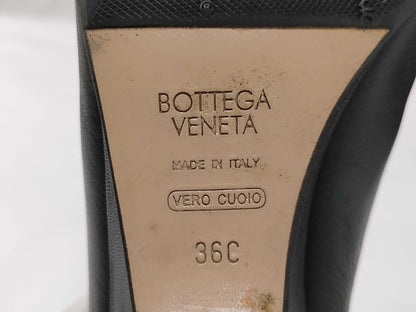 BOTTEGA
VENETA
MADE IN ITALY
VERO CUOIO
36C